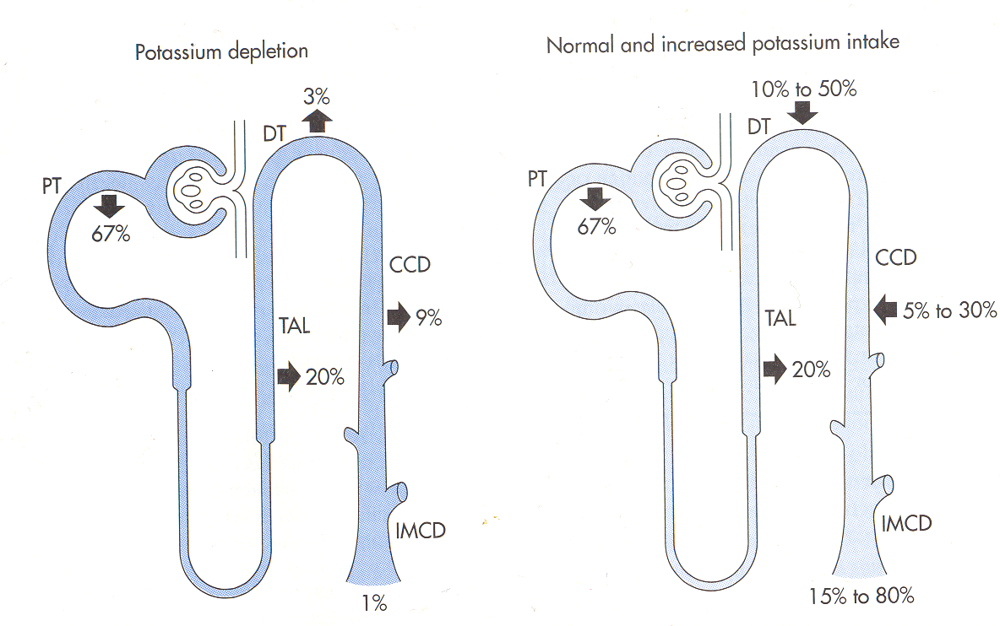 Potassium depletion
3%
DT
PT
67%
CCD
9%
TAL
20%
IMCD
1%
Normal and increased potassium intake
10% to 50%
DT
PT
67%
CCD
5% to 30%
TAL
20%
IMCD
15% to 80%